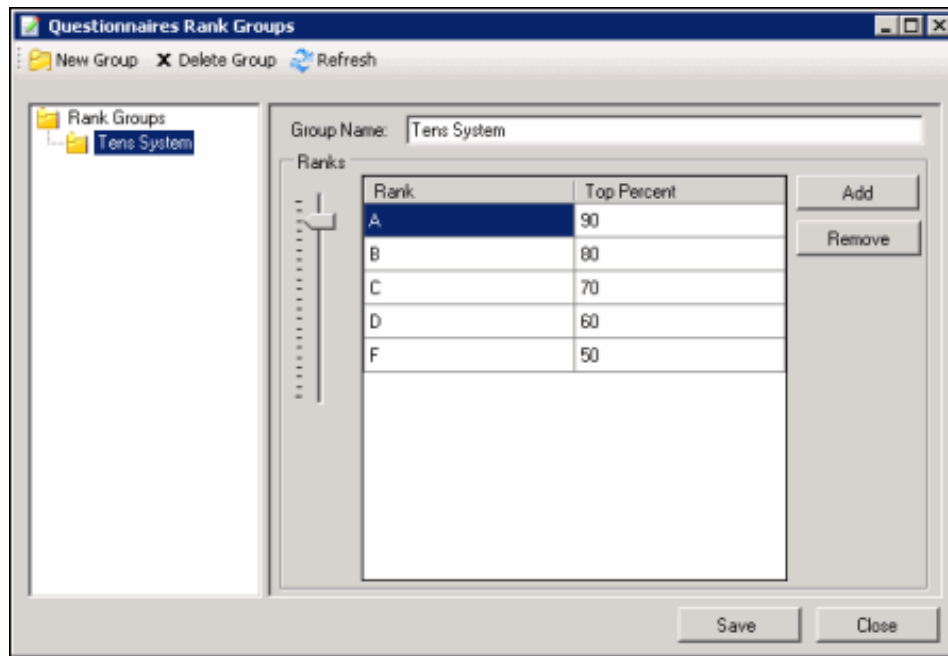 Questionnaires Rank Groups
New Group Delete Group Refresh
Rank Groups
Tens System
Group Name: Tens System
Ranks
Rank Top Percent
A 90
B 80
C 70
D 60
F 50
Add
Remove
Save Close